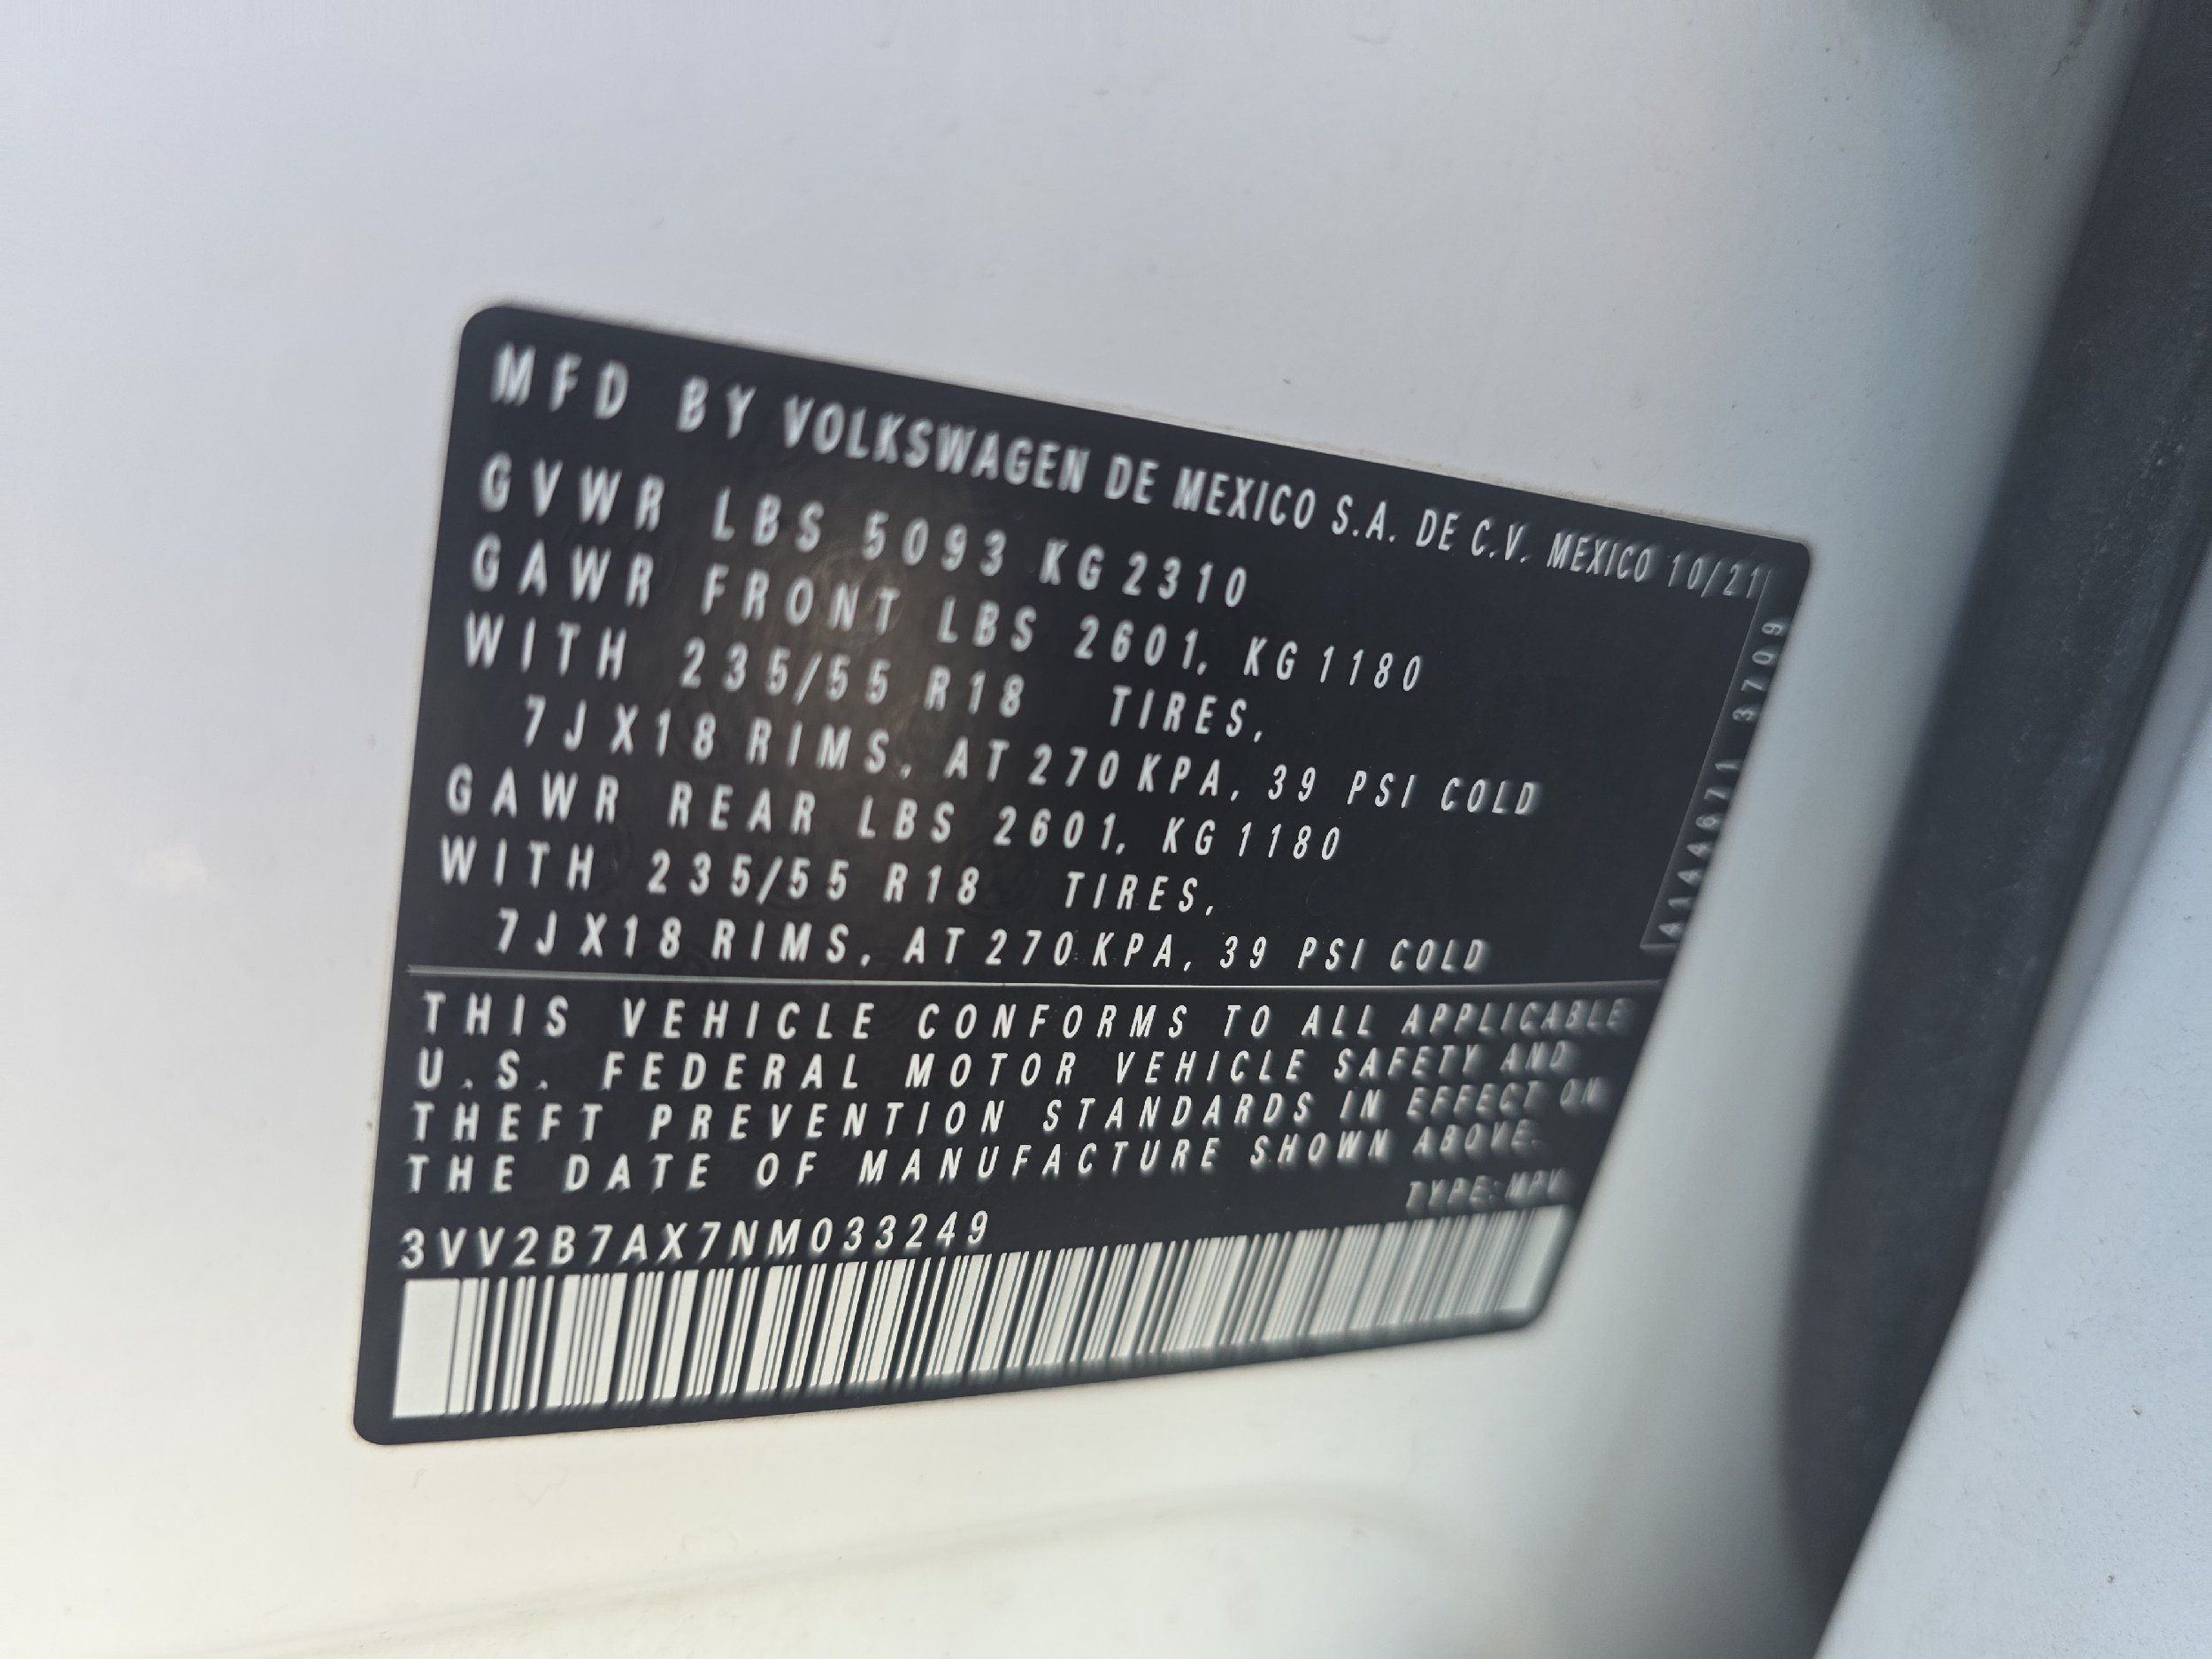 MFD BY VOLKSWAGEN DE MEXICO S.A. DE C.V. MEXICO 10/21
GVWR LBS 5093 KG 2310
GAWR FRONT LBS 2601, KG 1180
WITH 235/55 R18 TIRES,
7J X18 RIMS, AT 270 KPA, 39 PSI COLD
GAWR REAR LBS 2601, KG 1180
WITH 235/55 R18 TIRES,
7J X18 RIMS, AT 270 KPA, 39 PSI COLD
41444671 3709
THIS VEHICLE CONFORMS TO ALL APPLICABLE
U.S. FEDERAL MOTOR VEHICLE SAFETY AND
THEFT PREVENTION STANDARDS IN EFFECT ON
THE DATE OF MANUFACTURE SHOWN ABOVE.
TYPE: MPV
3VV2B7AX7NM033249